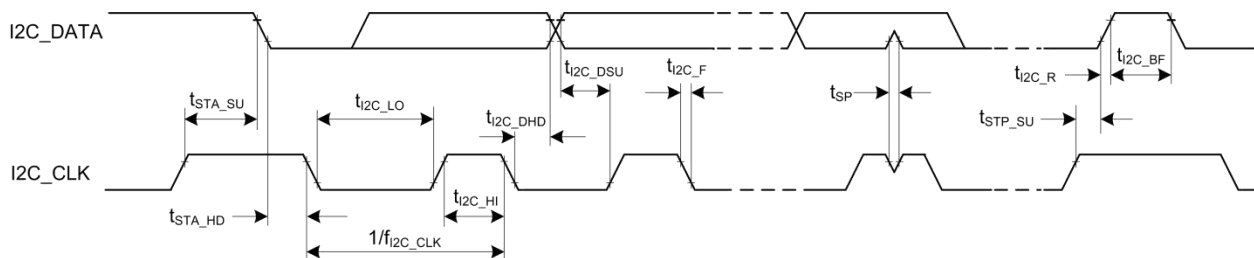 I2C_DATA
tI2C_DSU
tI2C_F
tSP
tI2C_R
tI2C_BF
tSTA_SU
tI2C_LO
tI2C_DHD
tSTP_SU
I2C_CLK
tSTA_HD
tI2C_HI
1/fI2C_CLK